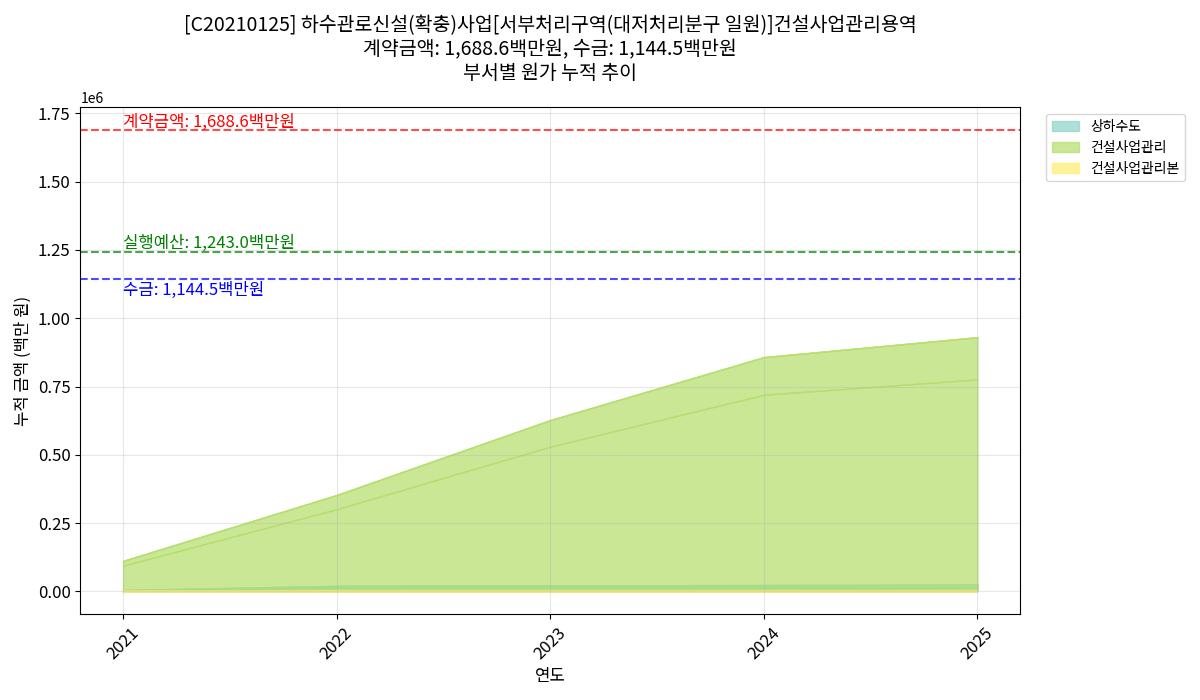 [C20210125] 하수관로신설(확충)사업[서부처리구역(대저처리분구 일원)]건설사업관리용역
계약금액: 1,688.6백만원, 수금: 1,144.5백만원
부서별 원가 누적 추이
1e6
1.75
1.50
1.25
1.00
0.75
0.50
0.25
0.00
누적 금액 (백만 원)
계약금액: 1,688.6백만원
실행예산: 1,243.0백만원
수금: 1,144.5백만원
상하수도
건설사업관리
건설사업관리본
2021
2022
2023
2024
2025
연도